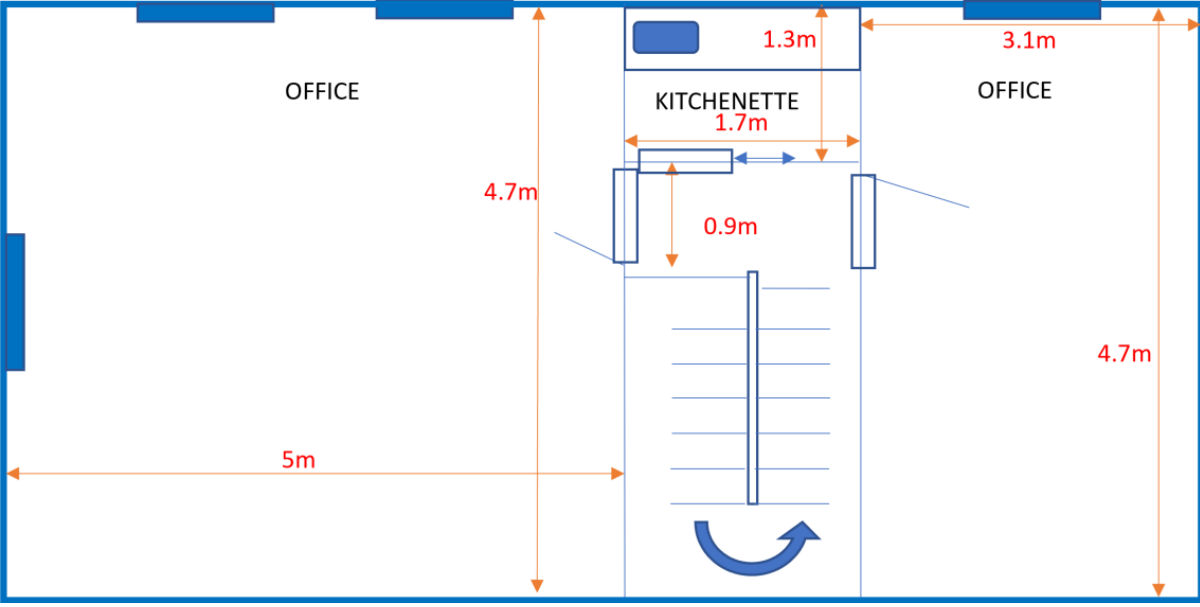 1.3m
3.1m
OFFICE
OFFICE
KITCHENETTE
1.7m
4.7m
0.9m
4.7m
5m